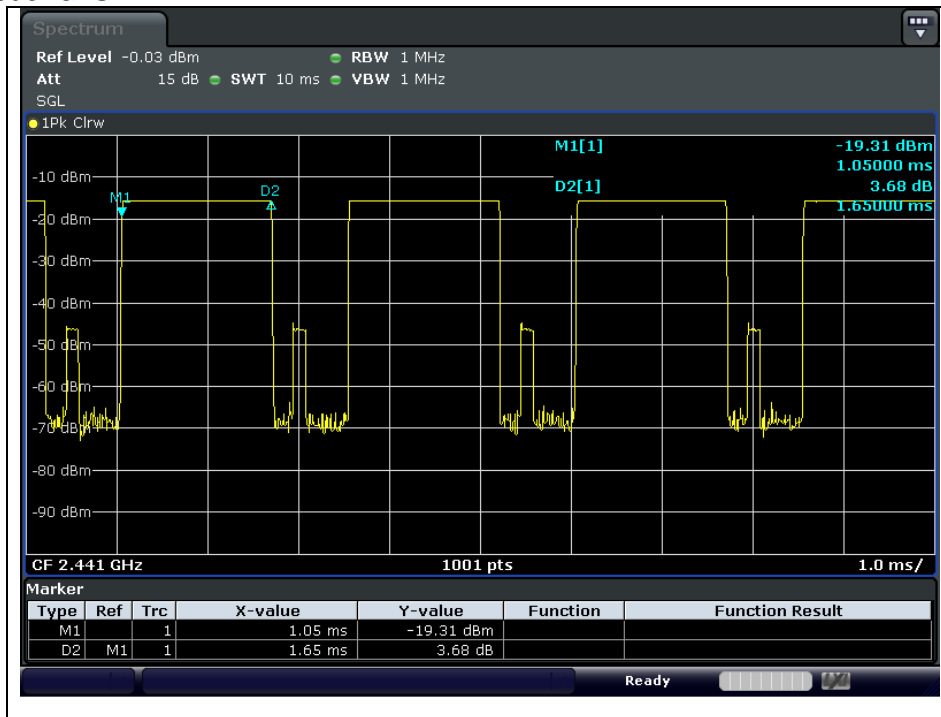 Spectrum
Ref Level -0.03 dBm RBW 1 MHz
Att 15 dB SWT 10 ms VBW 1 MHz
SGL
1Pk Clrw
M1[1] -19.31 dBm
1.05000 ms
D2[1] 3.68 dB
1.65000 ms
-10 dBm
M1
D2
-20 dBm
-30 dBm
-40 dBm
-50 dBm
-60 dBm
-70 dBm
-80 dBm
-90 dBm
CF 2.441 GHz 1001 pts 1.0 ms/
Marker
Type Ref Trc X-value Y-value Function Function Result
M1 1 1.05 ms -19.31 dBm
D2 M1 1 1.65 ms 3.68 dB
Ready